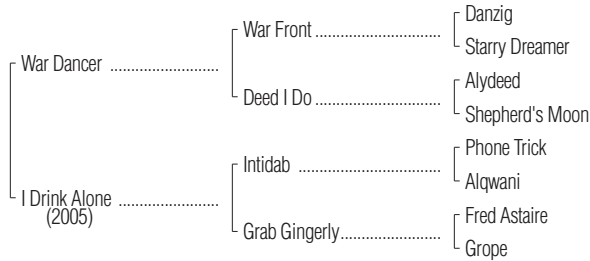 Danzig
War Front ................................
Starry Dreamer
War Dancer ...........................
Alydeed
Deed I Do ................................
Shepherd's Moon
Phone Trick
Intidab ....................................
Alqwani
I Drink Alone .........................
(2005)
Fred Astaire
Grab Gingerly.........................
Grope